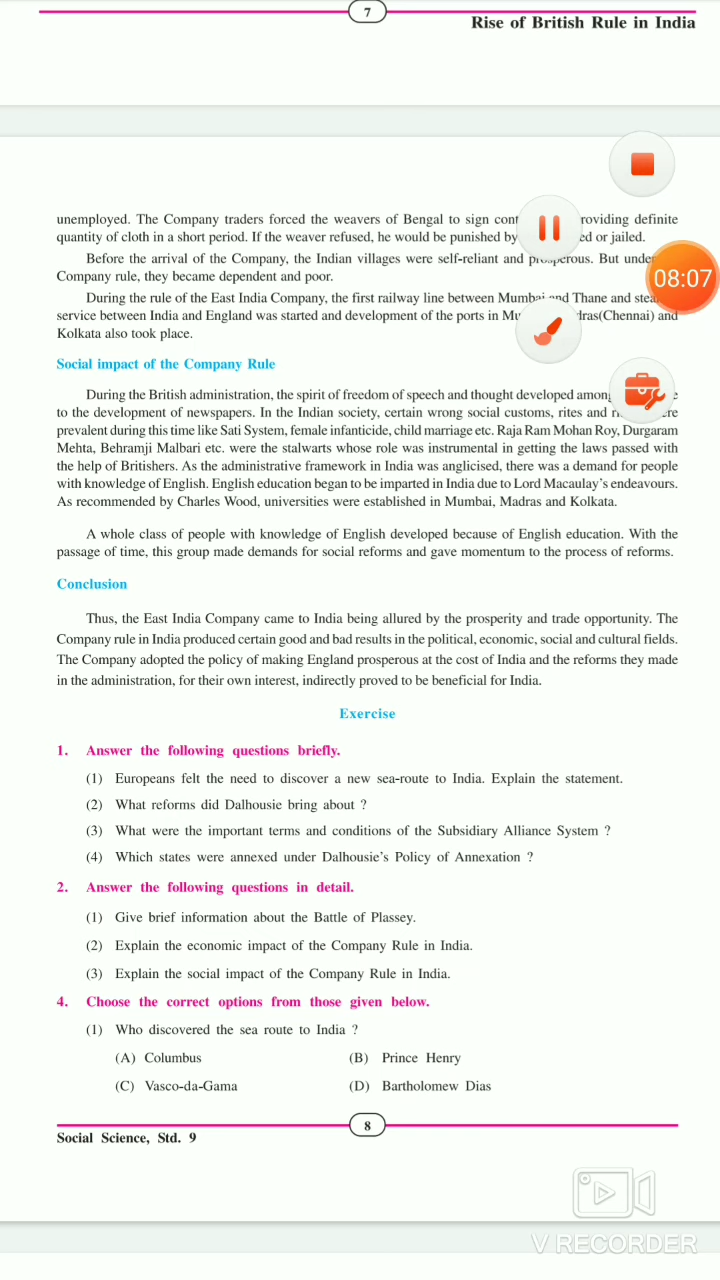 7
Rise of British Rule in India
08:07
unemployed. The Company traders forced the weavers of Bengal to sign definite
quantity of cloth in a short period. If the weaver refused, he would be punished by or jailed.
Before the arrival of the Company, the Indian villages were self-reliant and prosperous. But
Company rule, they became dependent and poor.
During the rule of the East India Company, the first railway line between Mumbai and Thane and
service between India and England was started and development of the ports in (Chennai) and
Kolkata also took place.
Social impact of the Company Rule
During the British administration, the spirit of freedom of speech and thought developed
to the development of newspapers. In the Indian society, certain wrong social customs, rites and
prevalent during this time like Sati System, female infanticide, child marriage etc. Raja Ram Mohan Roy, Durgaram
Mehta, Behramji Malbari etc. were the stalwarts whose role was instrumental in getting the laws passed with
the help of Britishers. As the administrative framework in India was anglicised, there was a demand for people
with knowledge of English. English education began to be imparted in India due to Lord Macaulay's endeavours.
As recommended by Charles Wood, universities were established in Mumbai, Madras and Kolkata.
A whole class of people with knowledge of English developed because of English education. With the
passage of time, this group made demands for social reforms and gave momentum to the process of reforms.
Conclusion
Thus, the East India Company came to India being allured by the prosperity and trade opportunity. The
Company rule in India produced certain good and bad results in the political, economic, social and cultural fields.
The Company adopted the policy of making England prosperous at the cost of India and the reforms they made
in the administration, for their own interest, indirectly proved to be beneficial for India.
Exercise
1. Answer the following questions briefly.
(1) Europeans felt the need to discover a new sea-route to India. Explain the statement.
(2) What reforms did Dalhousie bring about ?
(3) What were the important terms and conditions of the Subsidiary Alliance System ?
(4) Which states were annexed under Dalhousie's Policy of Annexation ?
2. Answer the following questions in detail.
(1) Give brief information about the Battle of Plassey.
(2) Explain the economic impact of the Company Rule in India.
(3) Explain the social impact of the Company Rule in India.
4. Choose the correct options from those given below.
(1) Who discovered the sea route to India ?
(A) Columbus (B) Prince Henry
(C) Vasco-da-Gama (D) Bartholomew Dias
8
Social Science, Std. 9
V RECORDER